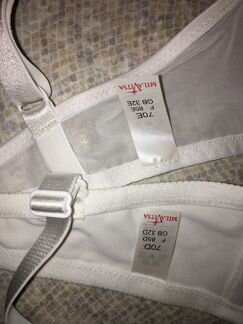 MILAVITSA
70E
F 85E
GB 32E
MILAVITSA
70D
F 85D
GB 32D